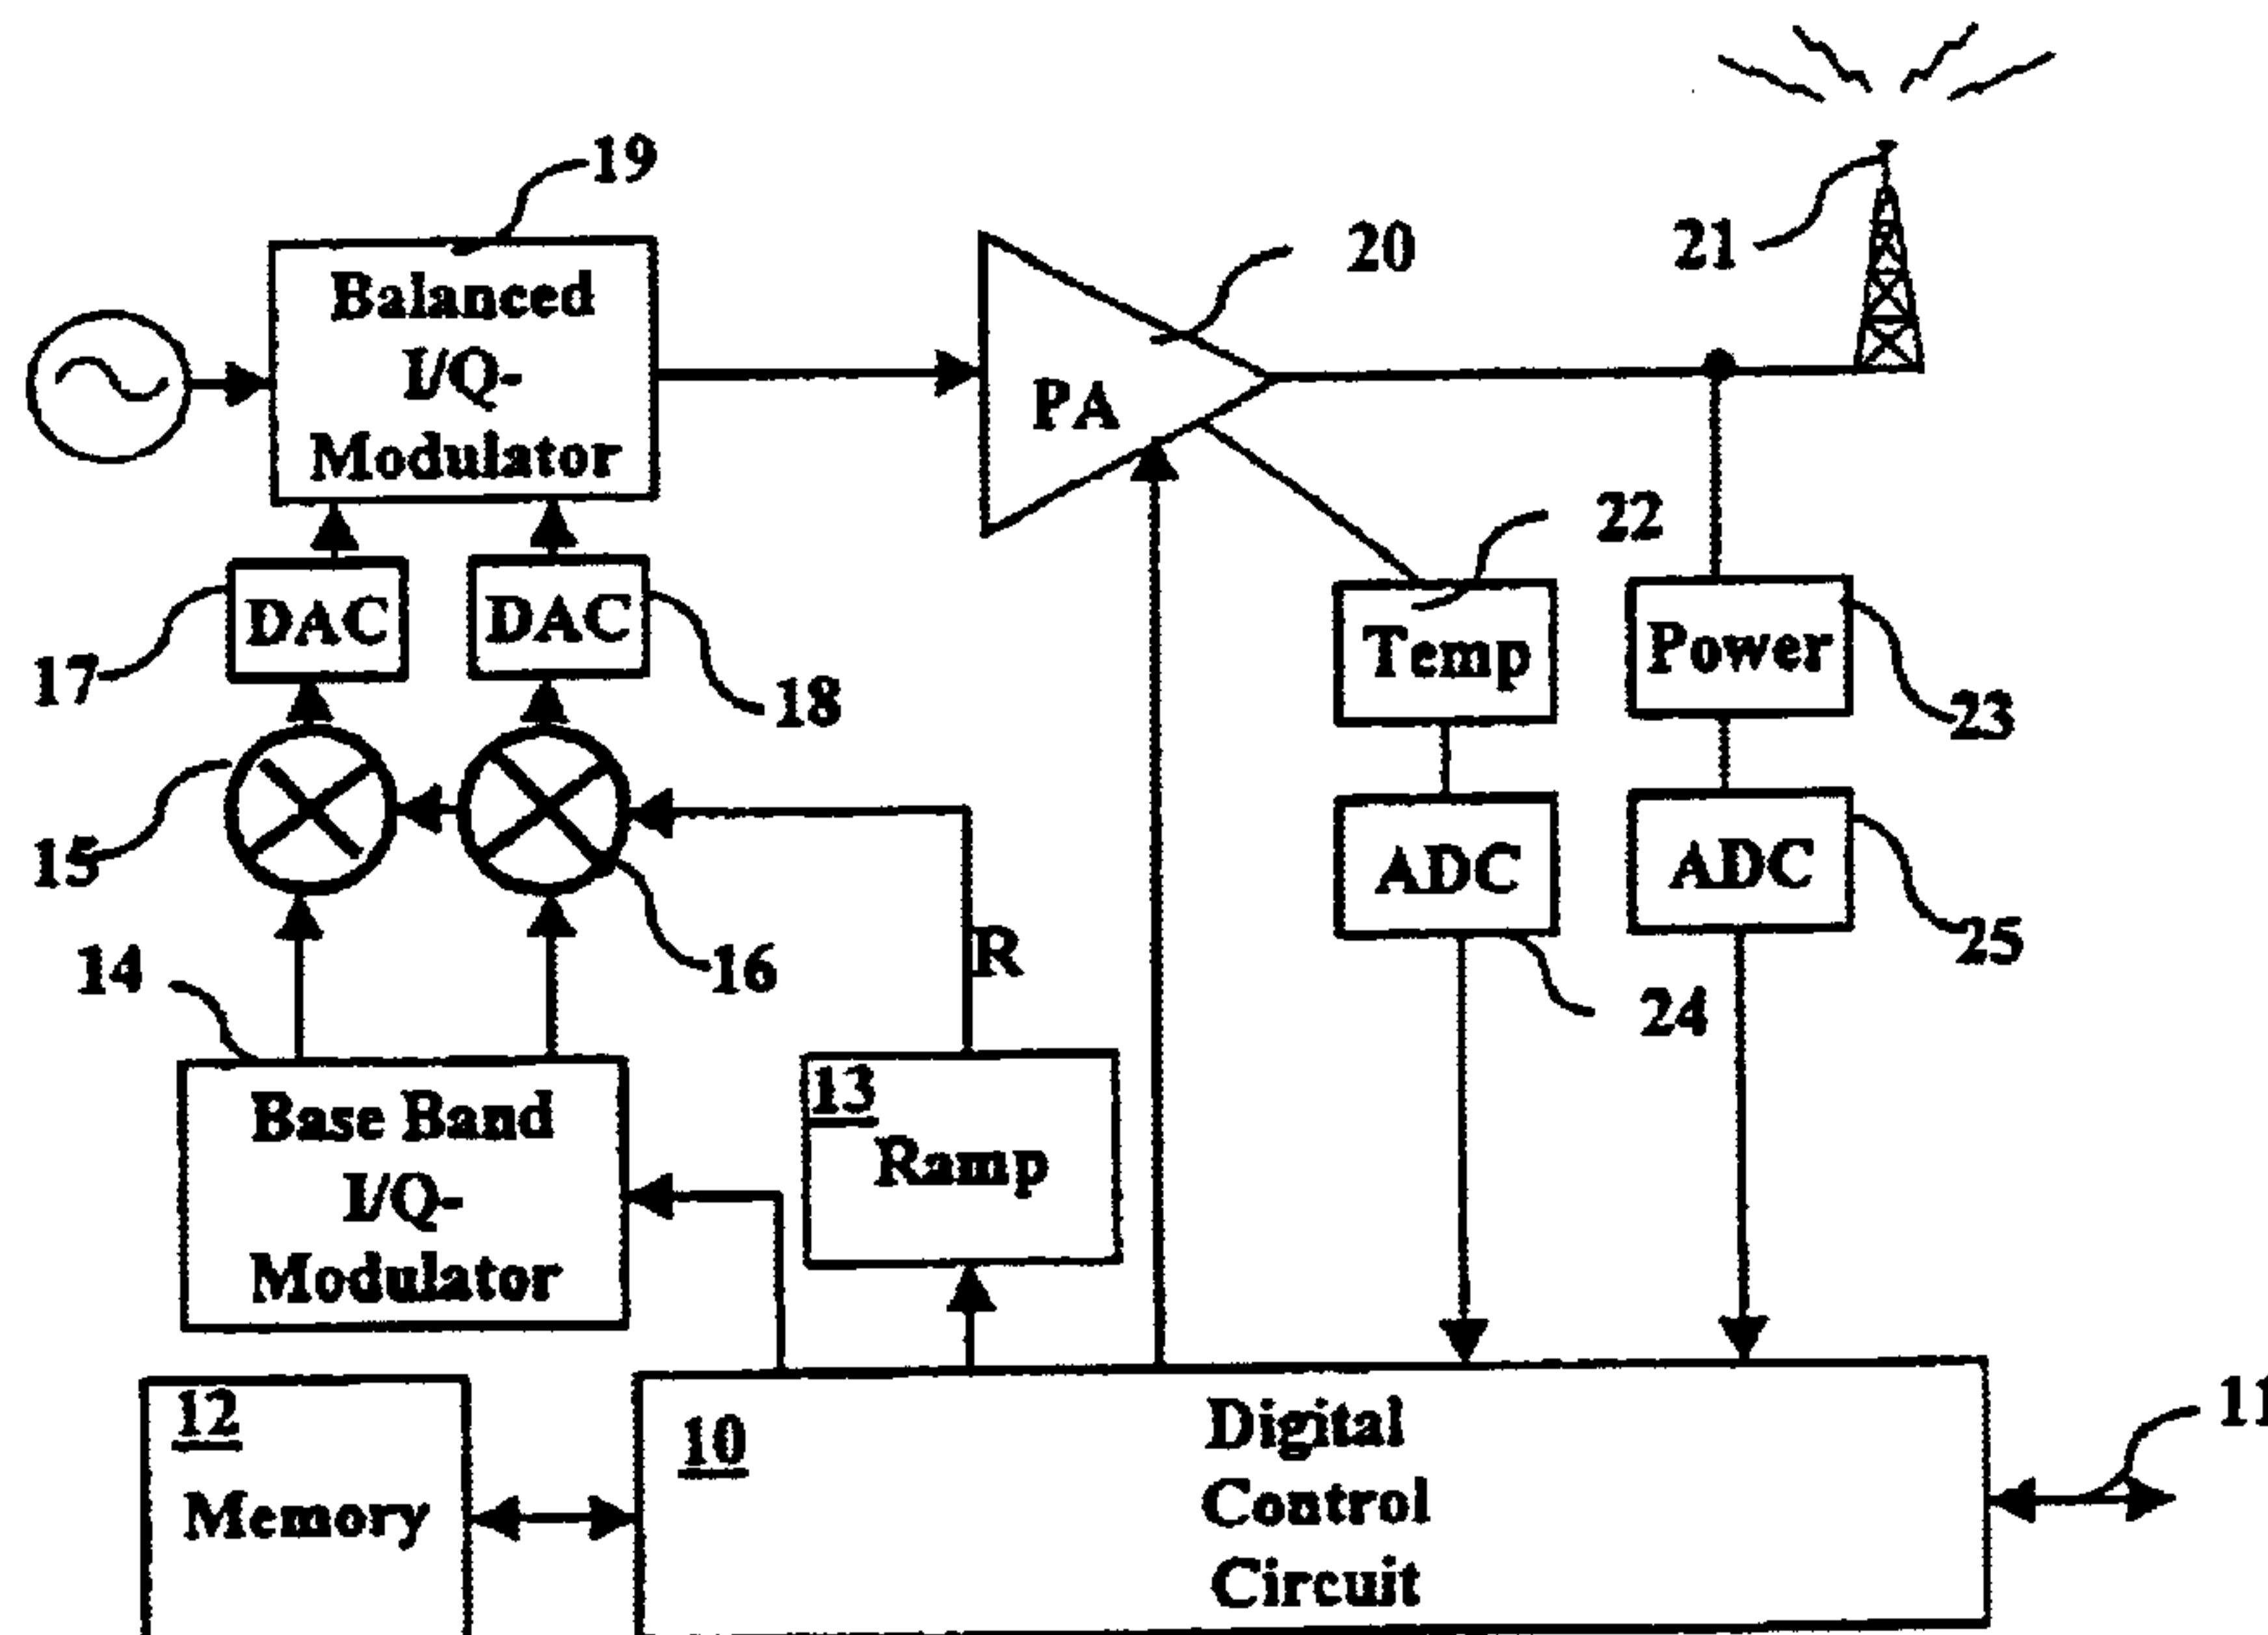 19
20
21
Balanced
I/Q-
Modulator
PA
22
17
DAC
DAC
18
Temp
Power
23
15
16
ADC
ADC
25
14
R
24
Base Band
I/Q-
Modulator
13
Ramp
12
Memory
10
Digital
Control
Circuit
11